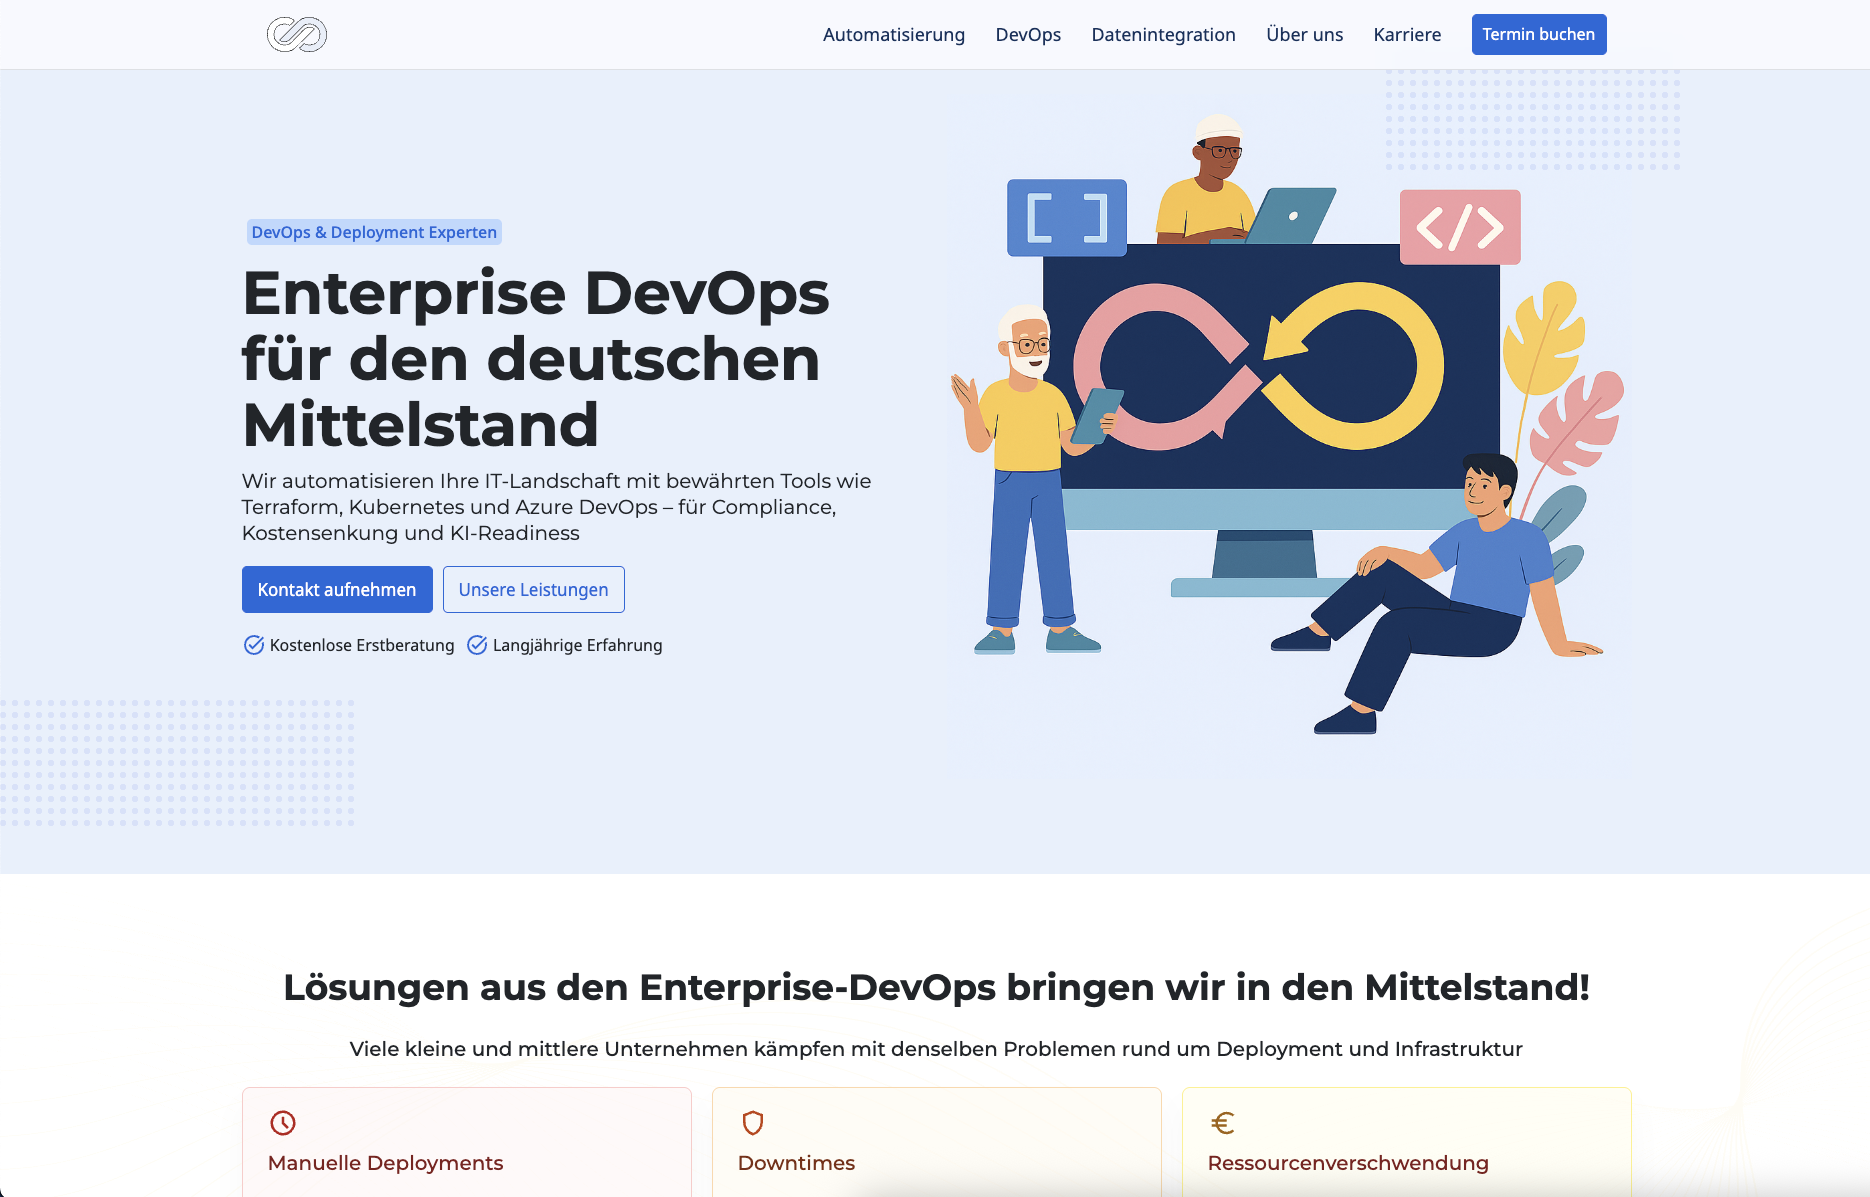 Automatisierung DevOps Datenintegration Über uns Karriere Termin buchen
DevOps & Deployment Experten
Enterprise DevOps
für den deutschen
Mittelstand
Wir automatisieren Ihre IT-Landschaft mit bewährten Tools wie
Terraform, Kubernetes und Azure DevOps – für Compliance,
Kostensenkung und KI-Readiness
Kontakt aufnehmen Unsere Leistungen
Kostenlose Erstberatung Langjährige Erfahrung
[ ]
</>
Lösungen aus den Enterprise-DevOps bringen wir in den Mittelstand!
Viele kleine und mittlere Unternehmen kämpfen mit denselben Problemen rund um Deployment und Infrastruktur
Manuelle Deployments
Downtimes
€
Ressourcenverschwendung